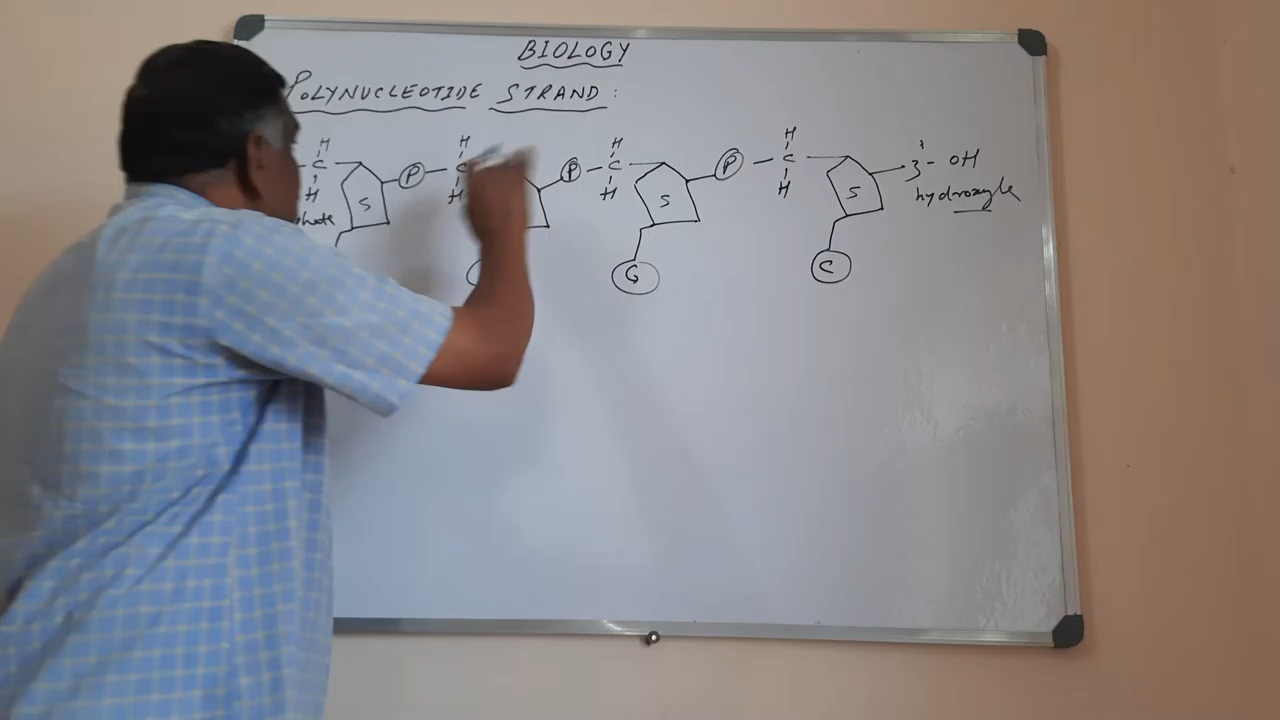 BIOLOGY
POLYNUCLEOTIDE STRAND :
H H H H
C P C P C P C 3' - OH
H H H H
S S S hydroxyle
G C